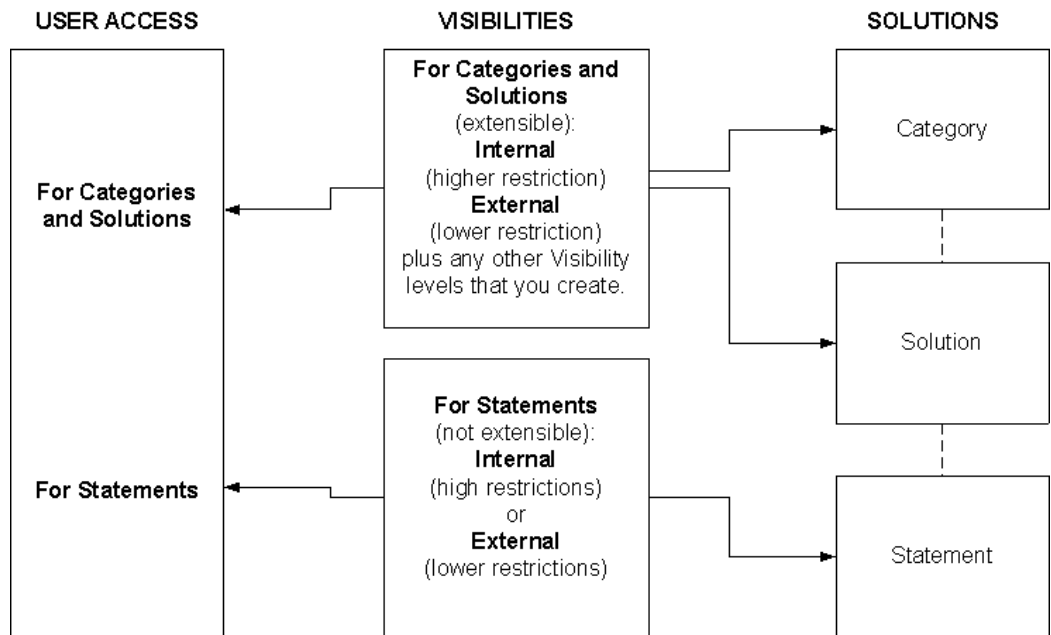 USER ACCESS
VISIBILITIES
SOLUTIONS
For Categories
and Solutions
For Statements
For Categories and
Solutions
(extensible):
Internal
(higher restriction)
External
(lower restriction)
plus any other Visibility
levels that you create.
For Statements
(not extensible):
Internal
(high restrictions)
or
External
(lower restrictions)
Category
Solution
Statement